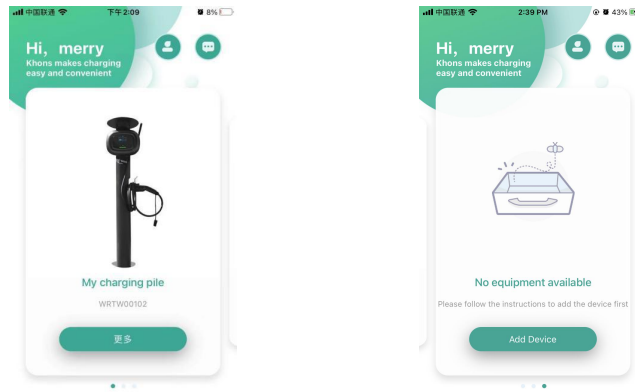 中国联通
下午2:09
8%
Hi, merry
Khons makes charging
easy and convenient
My charging pile
WRTW00102
更多
中国联通
2:39 PM
43%
Hi, merry
Khons makes charging
easy and convenient
No equipment available
Please follow the instructions to add the device first
Add Device